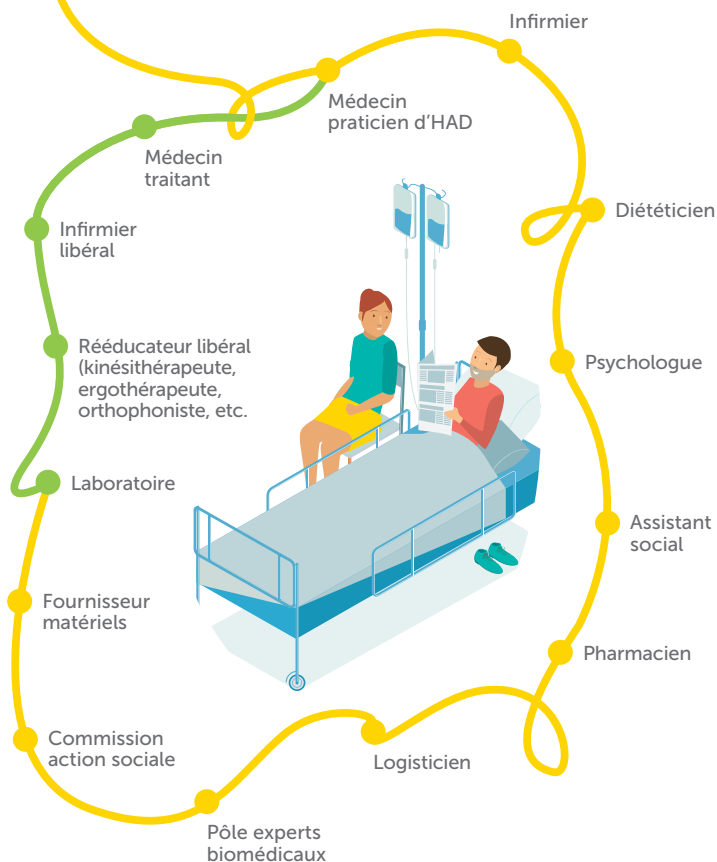 Infirmier
Médecin
praticien d'HAD
Médecin
traitant
Diététicien
Infirmier
libéral
Rééducateur libéral
(kinésithérapeute,
ergothérapeute,
orthophoniste, etc.
Psychologue
Laboratoire
Assistant
social
Fournisseur
matériels
Pharmacien
Commission
action sociale
Logisticien
Pôle experts
biomédicaux